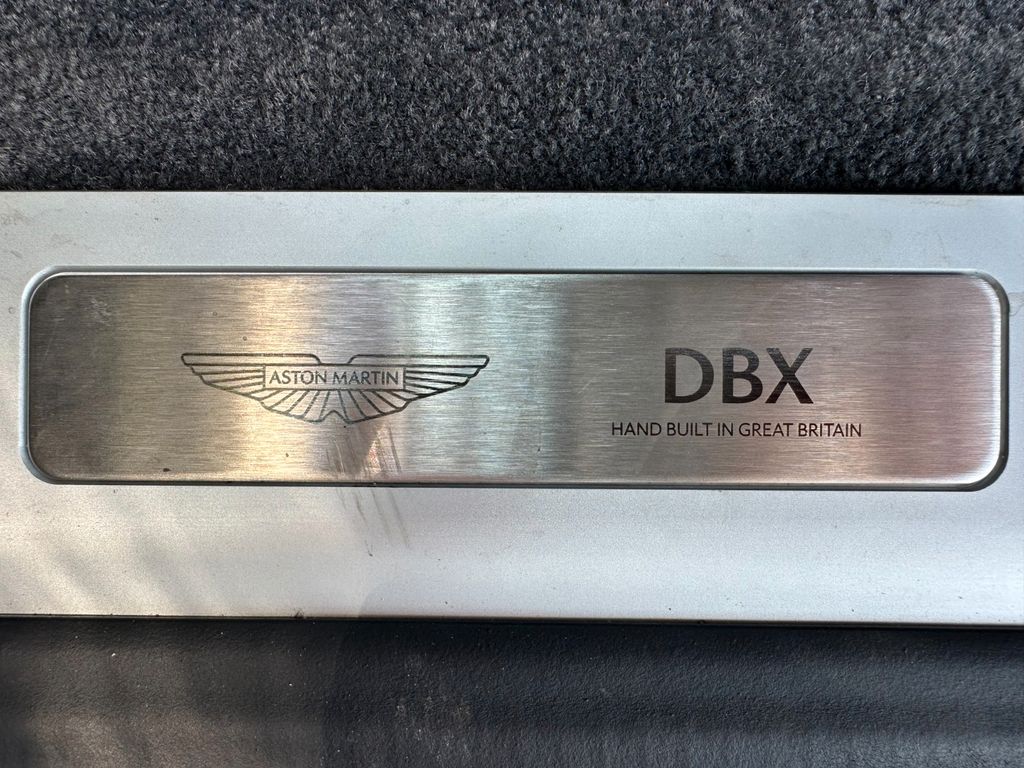 ASTON MARTIN
DBX
HAND BUILT IN GREAT BRITAIN